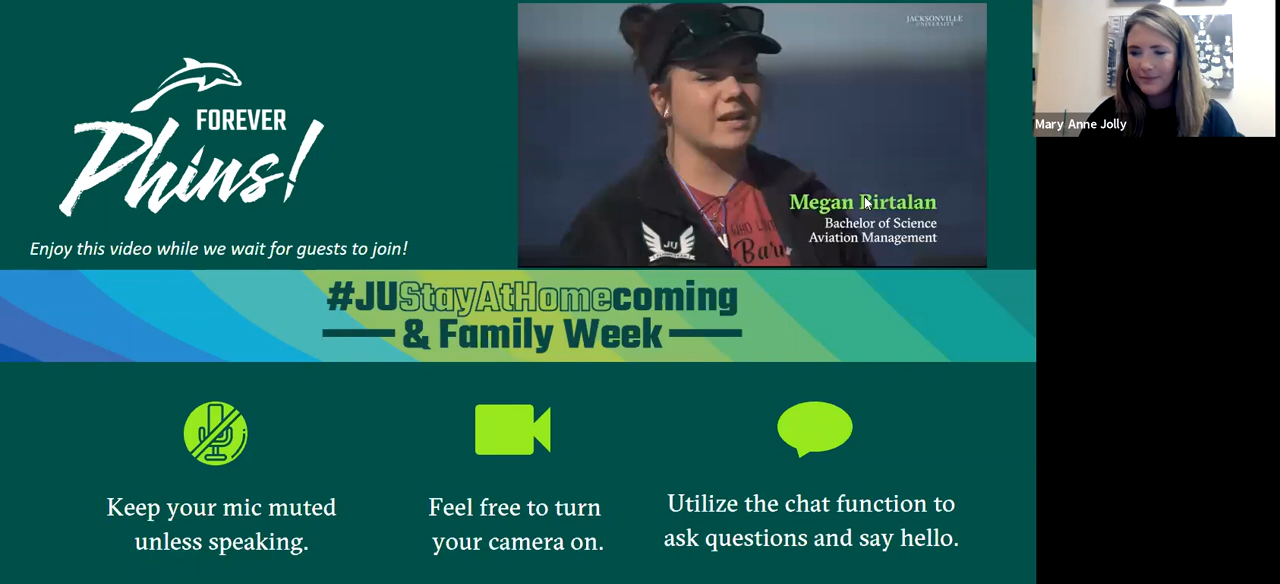 FOREVER
Phins!
Enjoy this video while we wait for guests to join!
JACKSONVILLE
UNIVERSITY
Megan Birtalan
Bachelor of Science
Aviation Management
JU
WHO
Mary Anne Jolly
#JUStayAtHomecoming
& Family Week
Keep your mic muted
unless speaking.
Feel free to turn
your camera on.
Utilize the chat function to
ask questions and say hello.